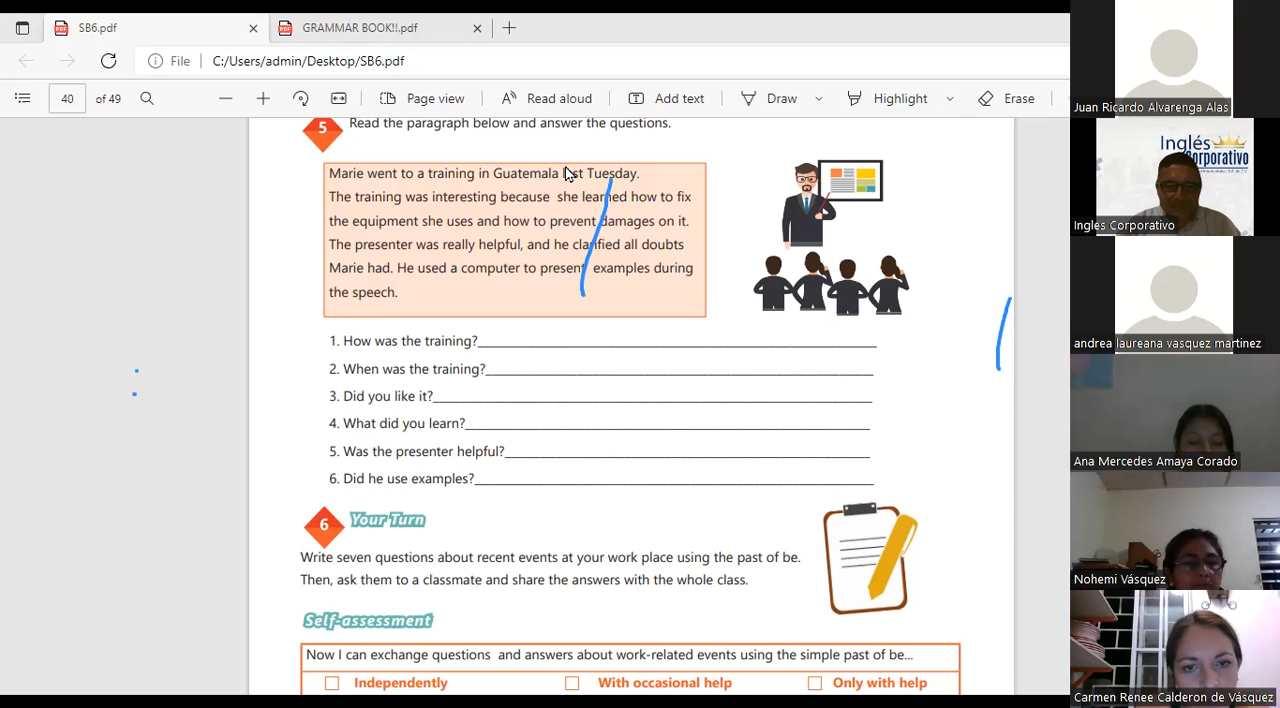 SB6.pdf
GRAMMAR BOOK!!.pdf
File C:/Users/admin/Desktop/SB6.pdf
40 of 49
Page view
Read aloud
Add text
Draw
Highlight
Erase
5 Read the paragraph below and answer the questions.
Marie went to a training in Guatemala last Tuesday.
The training was interesting because she learned how to fix
the equipment she uses and how to prevent damages on it.
The presenter was really helpful, and he clarified all doubts
Marie had. He used a computer to present examples during
the speech.
1. How was the training?
2. When was the training?
3. Did you like it?
4. What did you learn?
5. Was the presenter helpful?
6. Did he use examples?
6 Your Turn
Write seven questions about recent events at your work place using the past of be.
Then, ask them to a classmate and share the answers with the whole class.
Self-assessment
Now I can exchange questions and answers about work-related events using the simple past of be...
Independently
With occasional help
Only with help
Juan Ricardo Alvarenga Alas
Inglés
Corporativo
Ingles Corporativo
andrea laureana vasquez martinez
Ana Mercedes Amaya Corado
Nohemi Vásquez
Carmen Renee Calderon de Vásquez